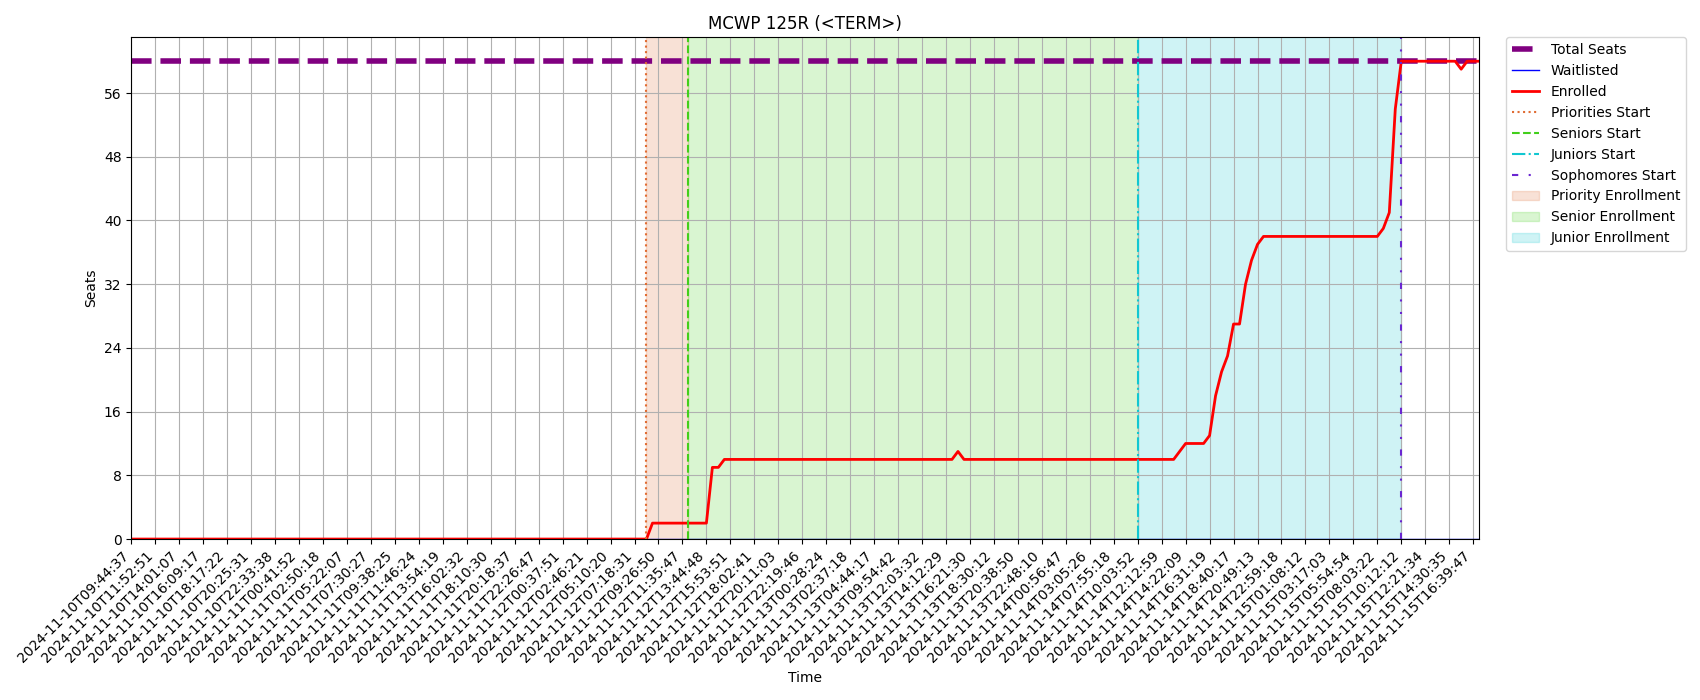 MCWP 125R (<TERM>)
Total Seats
Waitlisted
Enrolled
Priorities Start
Seniors Start
Juniors Start
Sophomores Start
Priority Enrollment
Senior Enrollment
Junior Enrollment
Seats
56
48
40
32
24
16
8
0
2024-11-10T09:44:37
2024-11-10T11:52:51
2024-11-10T14:01:07
2024-11-10T16:09:17
2024-11-10T18:17:22
2024-11-10T20:25:31
2024-11-10T22:33:38
2024-11-11T00:41:52
2024-11-11T02:50:18
2024-11-11T05:22:07
2024-11-11T07:30:27
2024-11-11T09:38:25
2024-11-11T11:46:24
2024-11-11T13:54:19
2024-11-11T16:02:32
2024-11-11T18:10:30
2024-11-11T20:18:37
2024-11-11T22:26:47
2024-11-12T00:37:51
2024-11-12T02:46:21
2024-11-12T05:10:20
2024-11-12T07:18:31
2024-11-12T09:26:50
2024-11-12T11:35:47
2024-11-12T13:44:48
2024-11-12T15:53:51
2024-11-12T18:02:41
2024-11-12T20:11:03
2024-11-12T22:19:46
2024-11-13T00:28:24
2024-11-13T02:37:18
2024-11-13T04:44:17
2024-11-13T09:54:42
2024-11-13T12:03:32
2024-11-13T14:12:29
2024-11-13T16:21:30
2024-11-13T18:30:12
2024-11-13T20:38:50
2024-11-13T22:48:10
2024-11-14T00:56:47
2024-11-14T03:05:26
2024-11-14T07:55:18
2024-11-14T10:03:52
2024-11-14T12:12:59
2024-11-14T14:22:09
2024-11-14T16:31:19
2024-11-14T18:40:17
2024-11-14T20:49:13
2024-11-14T22:59:18
2024-11-15T01:08:12
2024-11-15T03:17:03
2024-11-15T05:54:54
2024-11-15T08:03:22
2024-11-15T10:12:12
2024-11-15T12:21:34
2024-11-15T14:30:35
2024-11-15T16:39:47
Time